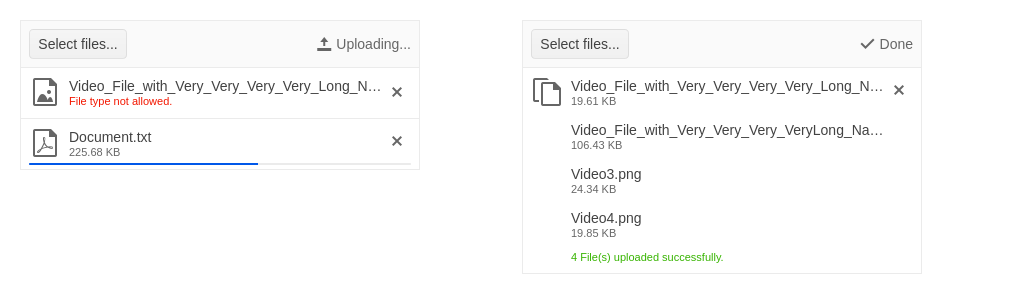 Select files...
Uploading...
Video_File_with_Very_Very_Very_Very_Long_N...
File type not allowed.
Document.txt
225.68 KB
Select files...
Done
Video_File_with_Very_Very_Very_Very_Long_N...
19.61 KB
Video_File_with_Very_Very_Very_VeryLong_Na...
106.43 KB
Video3.png
24.34 KB
Video4.png
19.85 KB
4 File(s) uploaded successfully.